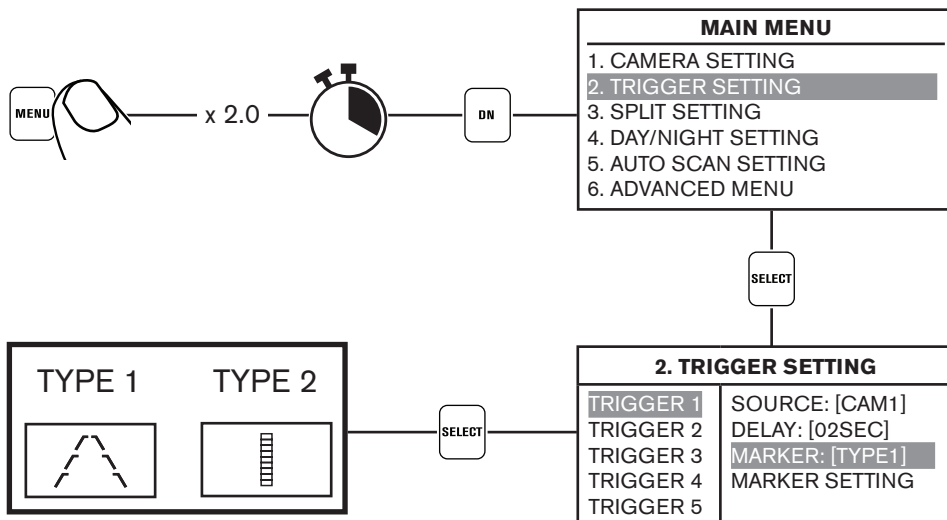 MAIN MENU
1. CAMERA SETTING
2. TRIGGER SETTING
3. SPLIT SETTING
4. DAY/NIGHT SETTING
5. AUTO SCAN SETTING
6. ADVANCED MENU
MENU
x 2.0
DN
SELECT
TYPE 1
TYPE 2
SELECT
2. TRIGGER SETTING
TRIGGER 1
TRIGGER 2
TRIGGER 3
TRIGGER 4
TRIGGER 5
SOURCE: [CAM1]
DELAY: [02SEC]
MARKER: [TYPE1]
MARKER SETTING